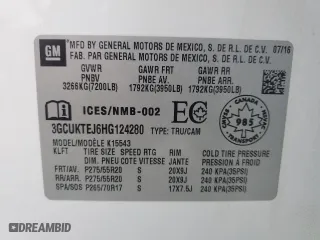 GM
MFD BY GENERAL MOTORS DE MEXICO, S. DE R.L. DE C.V. 07/16
FAB. PAR GENERAL MOTORS DE MEXICO, S. DE R.L. DE C.V.
GVWR GAWR FRT GAWR RR
PNBV PNBE AV PNBE AR
3266KG(7200LB) 1792KG(3950LB) 1792KG(3950LB)
ICES/NMB-002 EC
CANADA
985
3GCUKTEJ6HG124280 TYPE: TRU/CAM
MODEL/MODÈLE K15543
KLFT TIRE SIZE SPEED RTG RIM COLD TIRE PRESSURE
DIM. PNEU COTE VITESSE JANTE
FRT/AV. P275/55R20 S 20X9J 240 KPA(35PSI)
RR/ARR. P275/55R20 S 20X9J 240 KPA(35PSI)
SPA/SOS P265/70R17 S 17X7.5J 240 KPA(35PSI)
DREAMBID